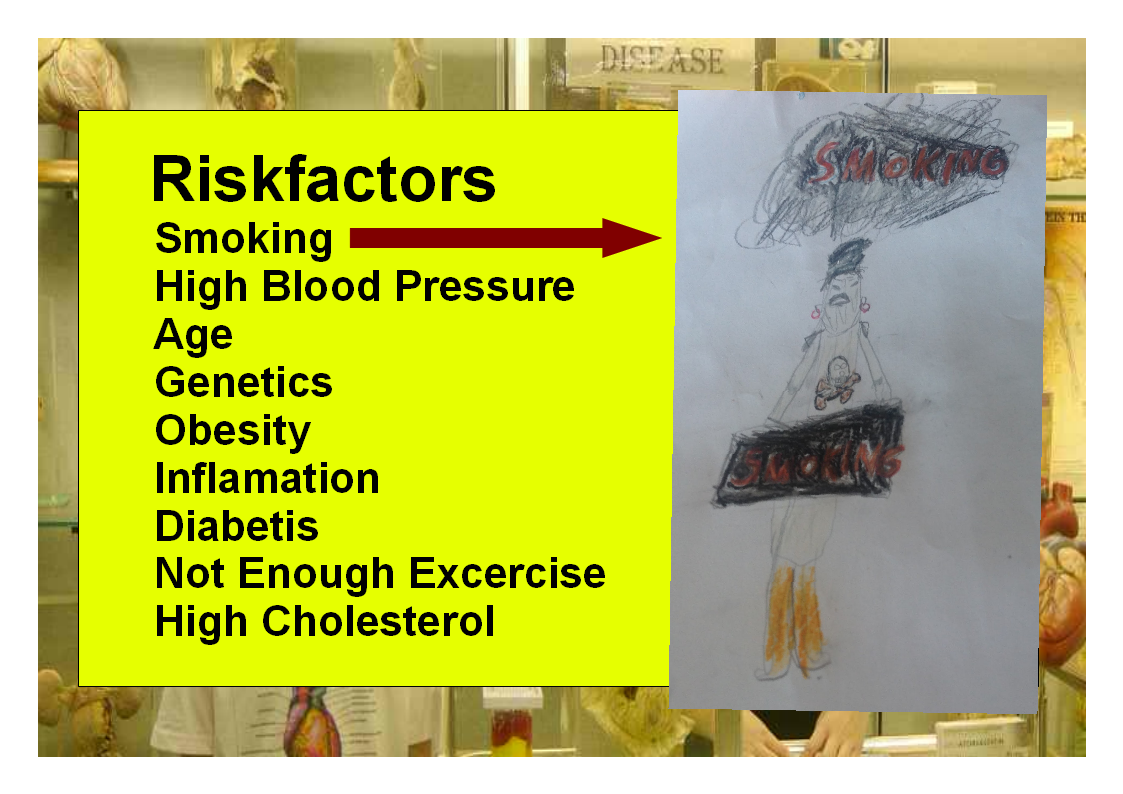 DISEASE
Riskfactors
Smoking
High Blood Pressure
Age
Genetics
Obesity
Inflamation
Diabetis
Not Enough Excercise
High Cholesterol
SMOKING
SMOKING